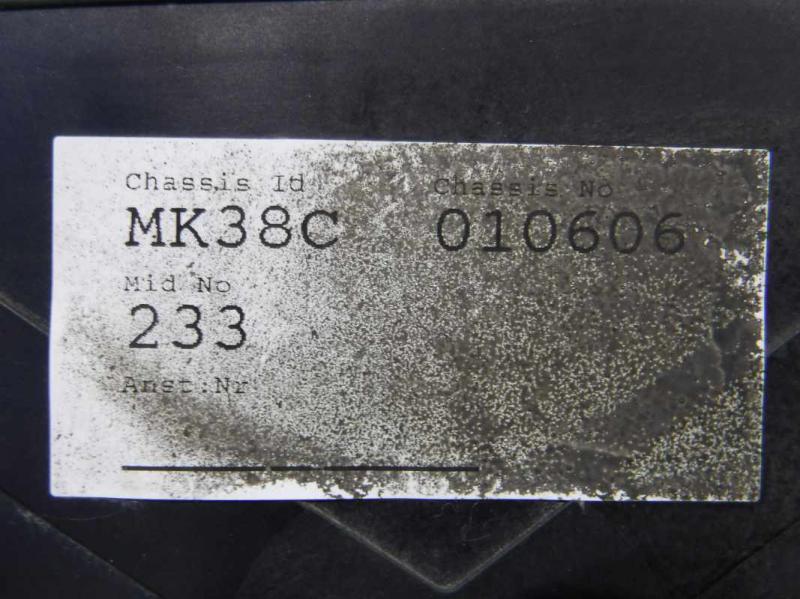 Chassis Id Chassis No
MK38C 010606
Mid No
233
Anst:Nr